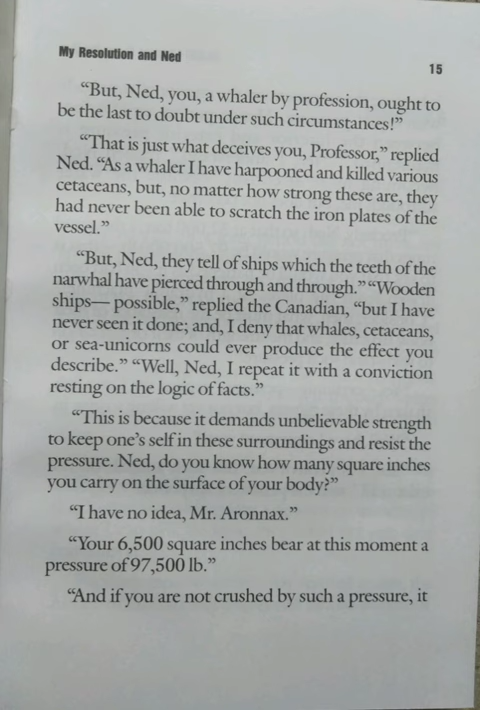 My Resolution and Ned
15
“But, Ned, you, a whaler by profession, ought to
be the last to doubt under such circumstances!”
“That is just what deceives you, Professor,” replied
Ned. “As a whaler I have harpooned and killed various
cetaceans, but, no matter how strong these are, they
had never been able to scratch the iron plates of the
vessel.”
“But, Ned, they tell of ships which the teeth of the
narwhal have pierced through and through.” “Wooden
ships— possible,” replied the Canadian, “but I have
never seen it done; and, I deny that whales, cetaceans,
or sea-unicorns could ever produce the effect you
describe.” “Well, Ned, I repeat it with a conviction
resting on the logic of facts.”
“This is because it demands unbelievable strength
to keep one’s self in these surroundings and resist the
pressure. Ned, do you know how many square inches
you carry on the surface of your body?”
“I have no idea, Mr. Aronnax.”
“Your 6,500 square inches bear at this moment a
pressure of 97,500 lb.”
“And if you are not crushed by such a pressure, it